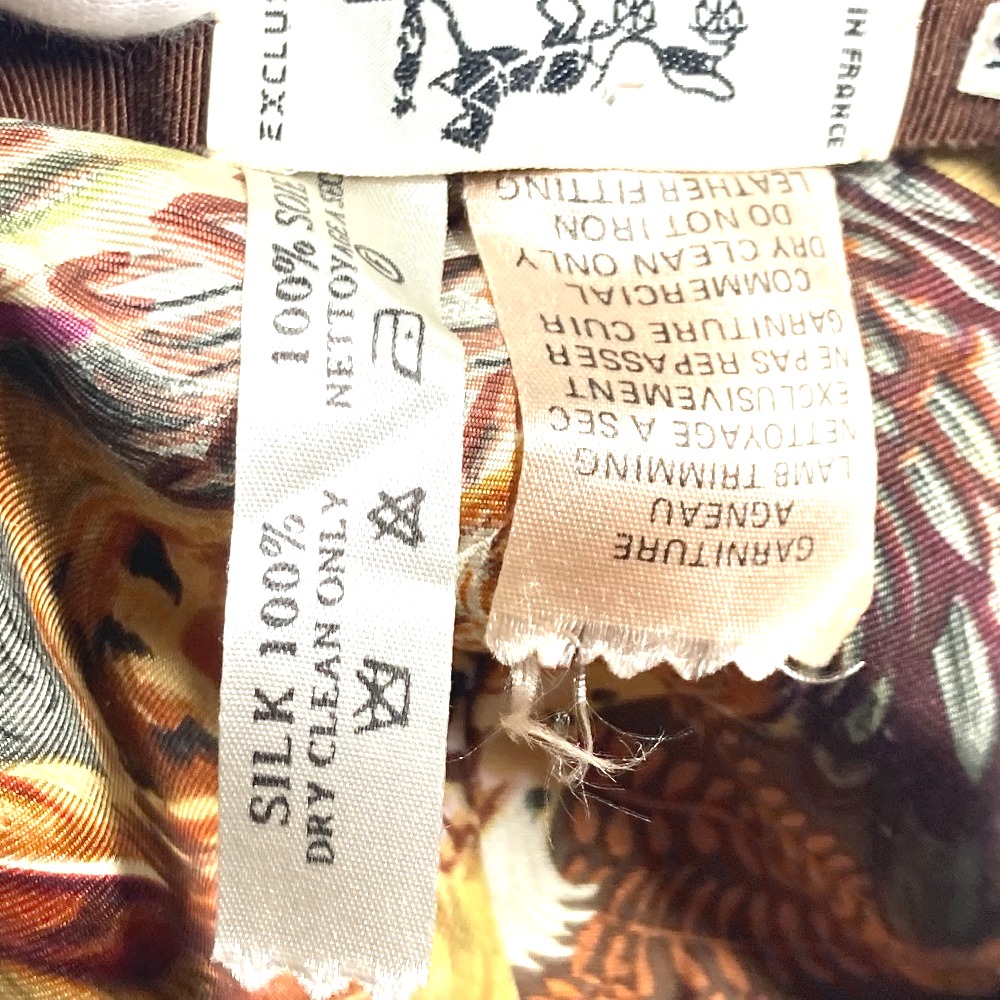 EXCLUS
IN FRANCE
SILK 100%
100% SOIE
DRY CLEAN ONLY
NETTOYAGE A SEC
GARNITURE
AGNEAU
LAMB TRIMMING
NETTOYAGE A SEC
EXCLUSIVEMENT
NE PAS REPASSER
GARNITURE CUIR
COMMERCIAL
DRY CLEAN ONLY
DO NOT IRON
LEATHER FITTING